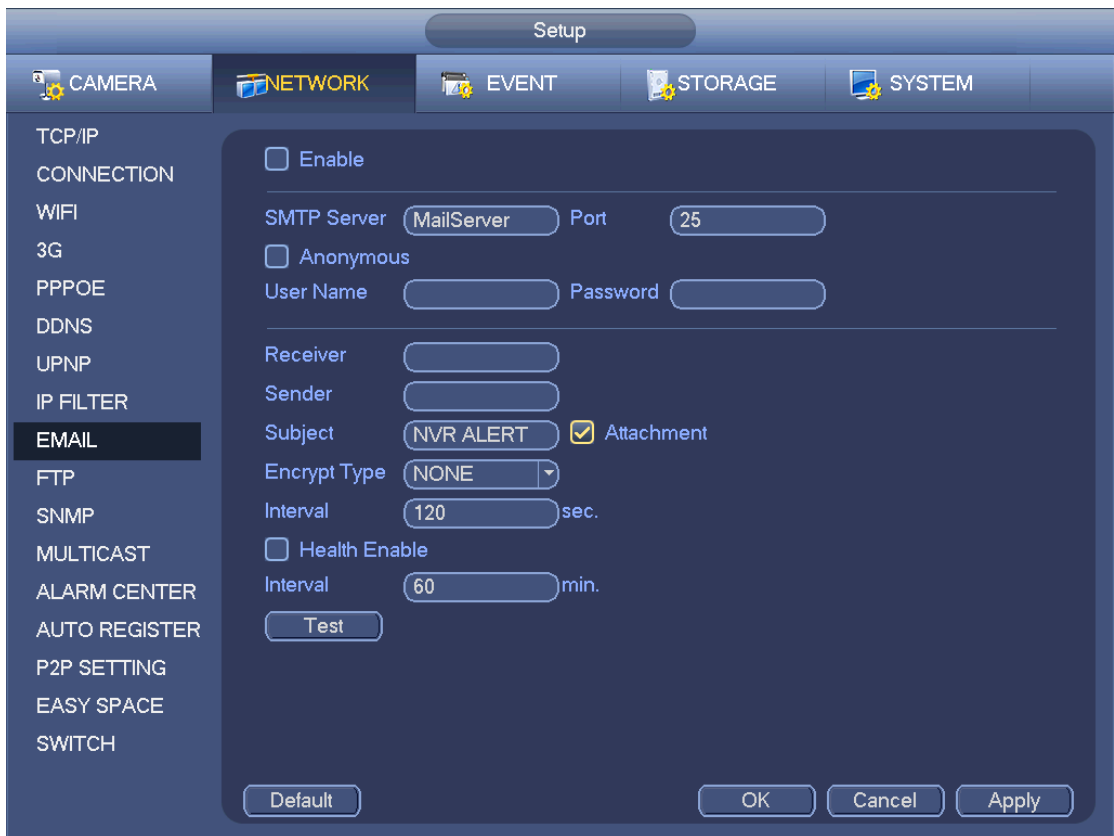 Setup
CAMERA NETWORK EVENT STORAGE SYSTEM
TCP/IP
CONNECTION
WIFI
3G
PPPOE
DDNS
UPNP
IP FILTER
EMAIL
FTP
SNMP
MULTICAST
ALARM CENTER
AUTO REGISTER
P2P SETTING
EASY SPACE
SWITCH
Enable
SMTP Server MailServer Port 25
Anonymous
User Name Password
Receiver
Sender
Subject NVR ALERT Attachment
Encrypt Type NONE
Interval 120 sec.
Health Enable
Interval 60 min.
Test
Default OK Cancel Apply